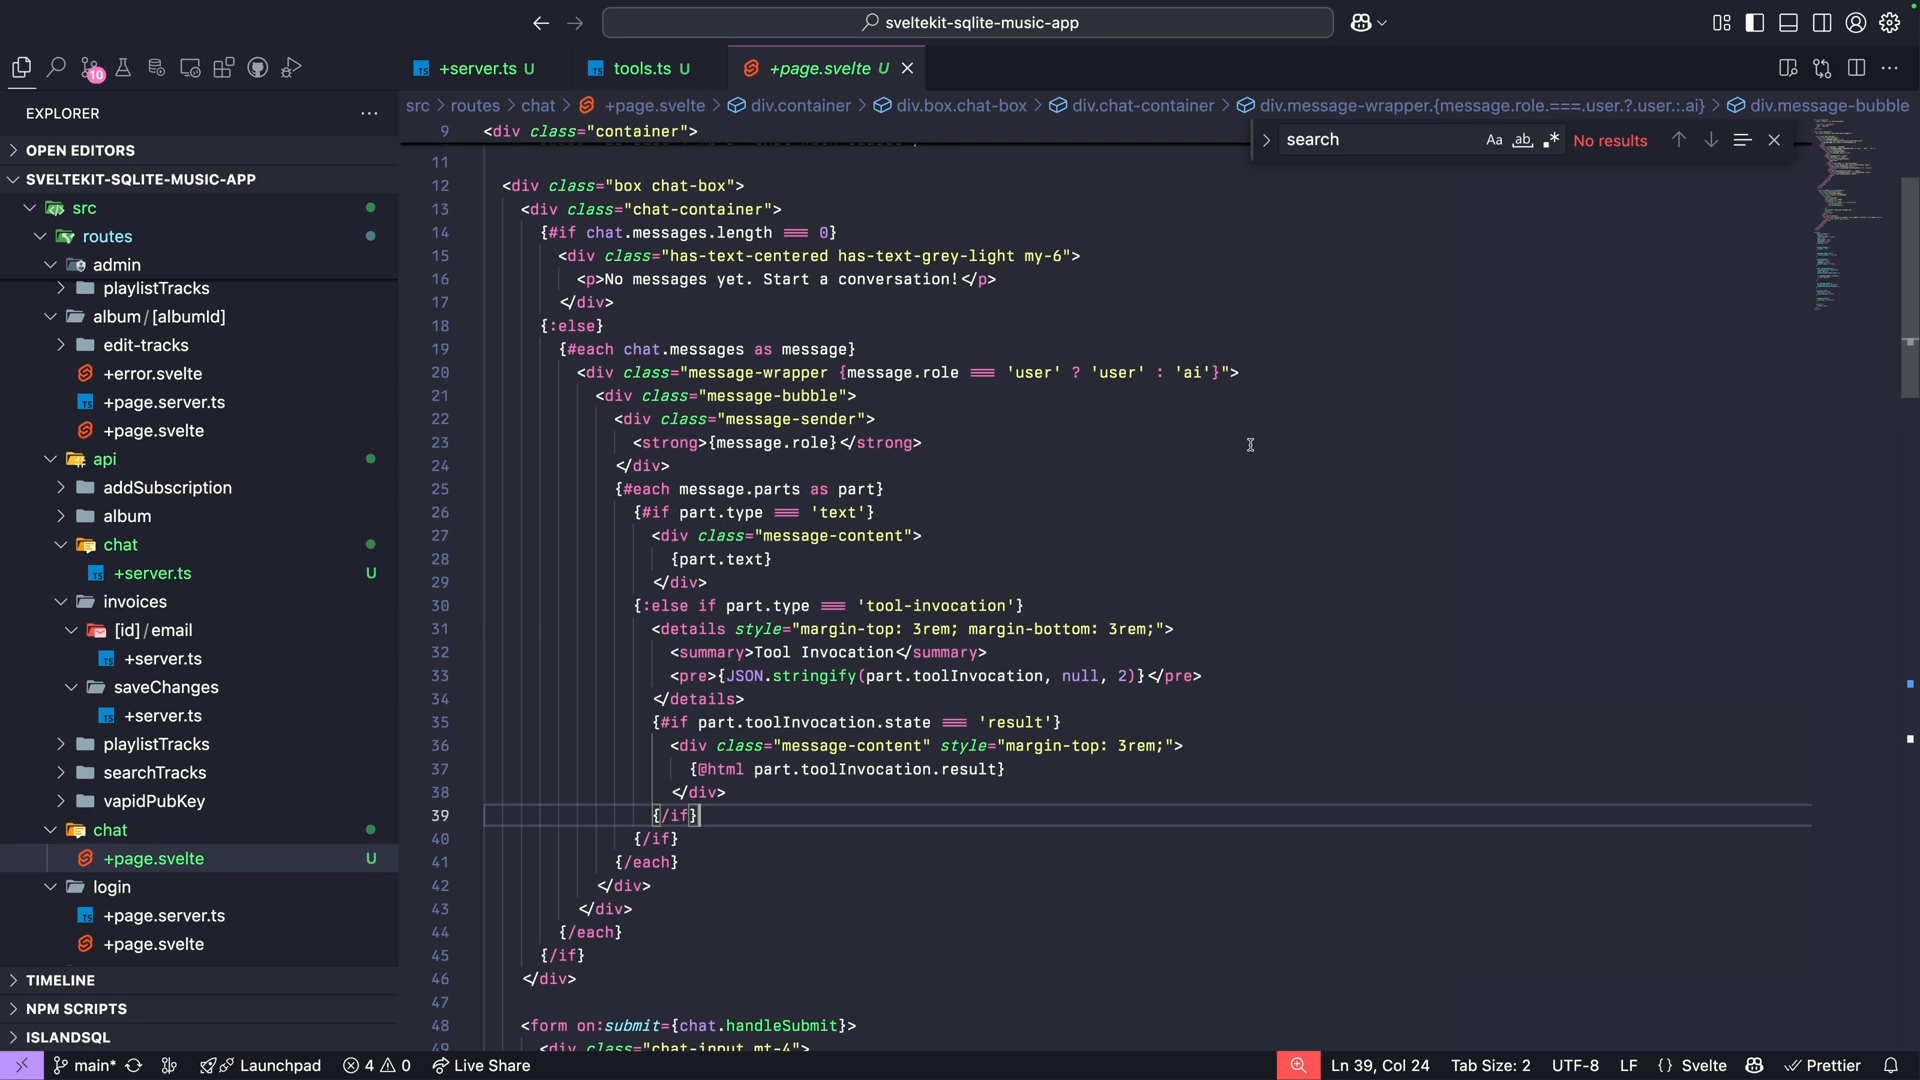 sveltekit-sqlite-music-app
10
+server.ts U
tools.ts U
+page.svelte U
EXPLORER
src > routes > chat > +page.svelte > div.container > div.box.chat-box > div.chat-container > div.message-wrapper.{message.role.===.user.?.user.:.ai} > div.message-bubble
search
Aa ab .* No results
OPEN EDITORS
SVELTEKIT-SQLITE-MUSIC-APP
src
routes
admin
playlistTracks
album/[albumId]
edit-tracks
+error.svelte
+page.server.ts
+page.svelte
api
addSubscription
album
chat
+server.ts U
invoices
[id]/email
+server.ts
saveChanges
+server.ts
playlistTracks
searchTracks
vapidPubKey
chat
+page.svelte U
login
+page.server.ts
+page.svelte
TIMELINE
NPM SCRIPTS
ISLANDSQL
9 <div class="container">
11
12 <div class="box chat-box">
13 <div class="chat-container">
14 {#if chat.messages.length === 0}
15 <div class="has-text-centered has-text-grey-light my-6">
16 <p>No messages yet. Start a conversation!</p>
17 </div>
18 {:else}
19 {#each chat.messages as message}
20 <div class="message-wrapper {message.role === 'user' ? 'user' : 'ai'}">
21 <div class="message-bubble">
22 <div class="message-sender">
23 <strong>{message.role}</strong>
24 </div>
25 {#each message.parts as part}
26 {#if part.type === 'text'}
27 <div class="message-content">
28 {part.text}
29 </div>
30 {:else if part.type === 'tool-invocation'}
31 <details style="margin-top: 3rem; margin-bottom: 3rem;">
32 <summary>Tool Invocation</summary>
33 <pre>{JSON.stringify(part.toolInvocation, null, 2)}</pre>
34 </details>
35 {#if part.toolInvocation.state === 'result'}
36 <div class="message-content" style="margin-top: 3rem;">
37 {@html part.toolInvocation.result}
38 </div>
39 {/if}
40 {/if}
41 {/each}
42 </div>
43 </div>
44 {/each}
45 {/if}
46 </div>
47
48 <form on:submit={chat.handleSubmit}>
49 <div class="chat-input mt-4">
main* Launchpad 4 0 Live Share
Ln 39, Col 24 Tab Size: 2 UTF-8 LF {} Svelte Prettier